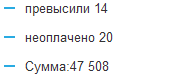 превысили 14
неоплачено 20
Сумма:47 508